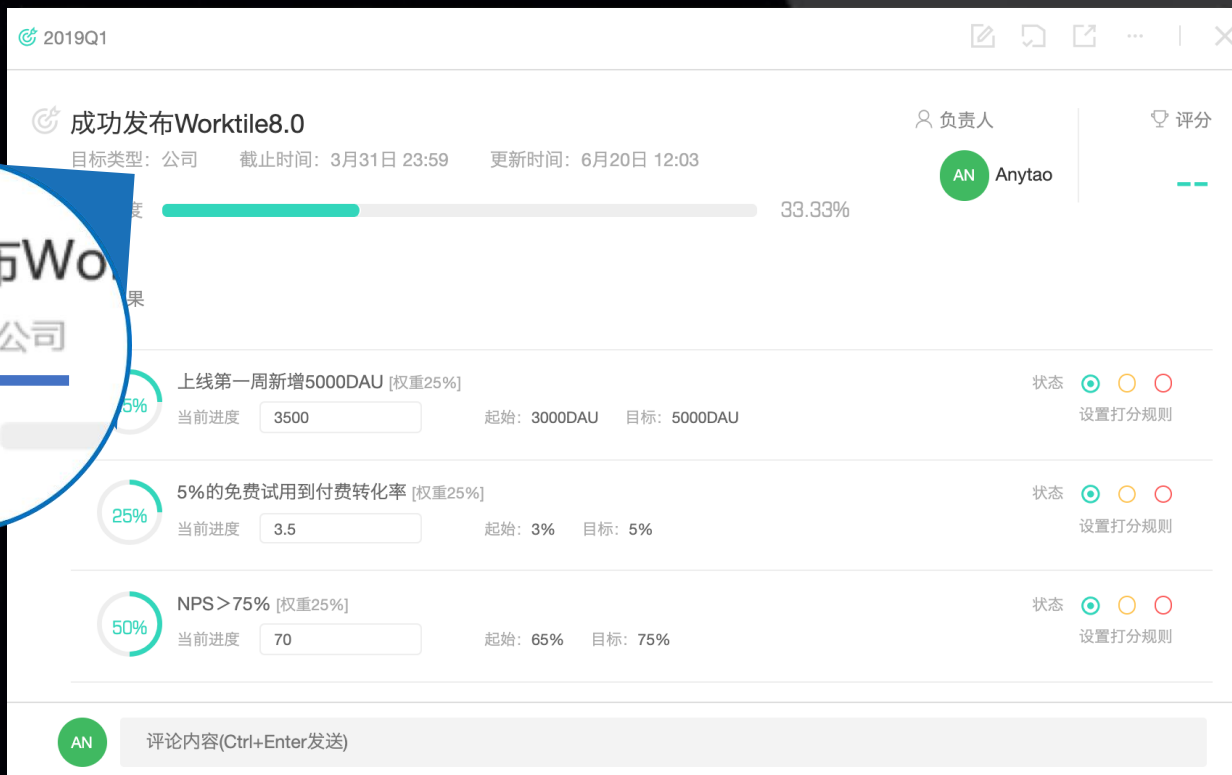 2019Q1
成功发布Worktile8.0
负责人
评分
目标类型：公司 截止时间：3月31日 23:59 更新时间：6月20日 12:03
AN Anytao
--
度 33.33%
布Wo
果
公司
上线第一周新增5000DAU [权重25%]
状态
5%
当前进度 3500 起始：3000DAU 目标：5000DAU
设置打分规则
5%的免费试用到付费转化率 [权重25%]
状态
25%
当前进度 3.5 起始：3% 目标：5%
设置打分规则
NPS＞75% [权重25%]
状态
50%
当前进度 70 起始：65% 目标：75%
设置打分规则
AN 评论内容(Ctrl+Enter发送)